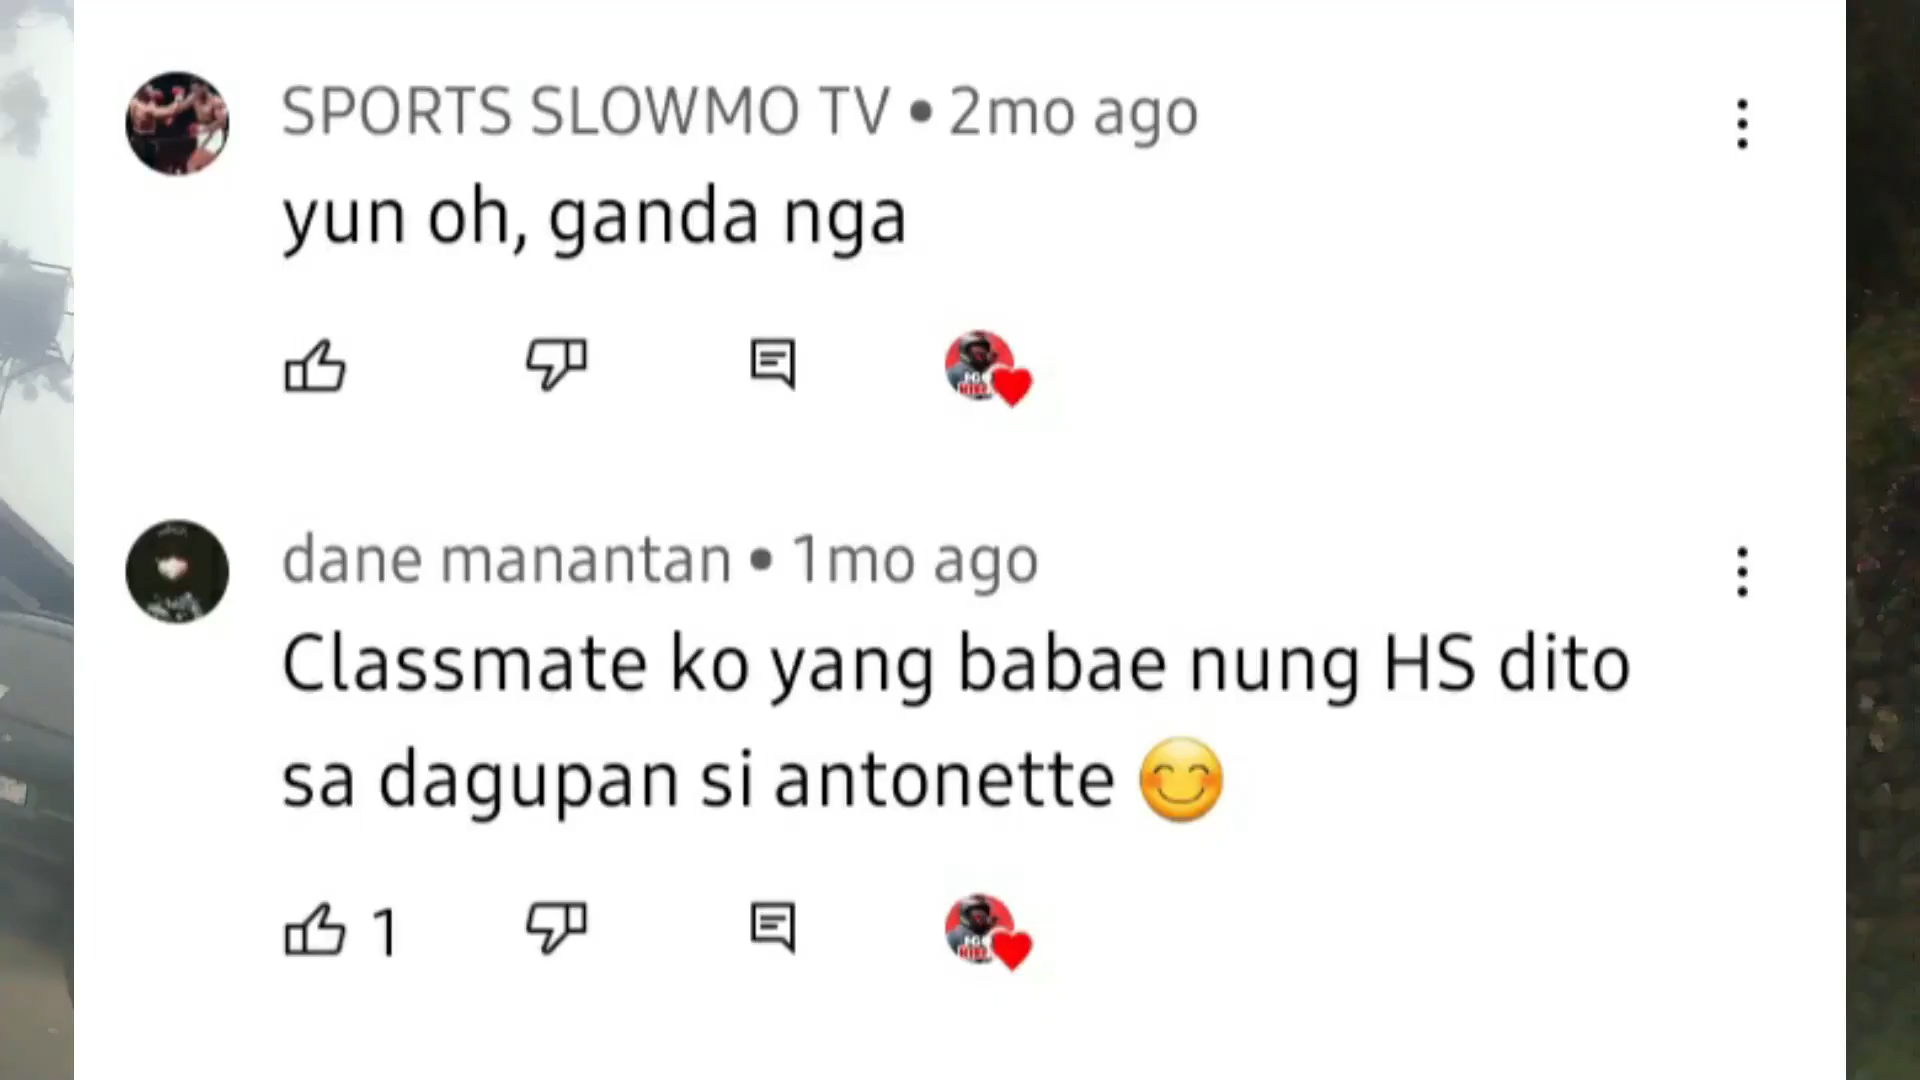 SPORTS SLOWMO TV • 2mo ago
yun oh, ganda nga
dane manantan • 1mo ago
Classmate ko yang babae nung HS dito
sa dagupan si antonette 😊
1